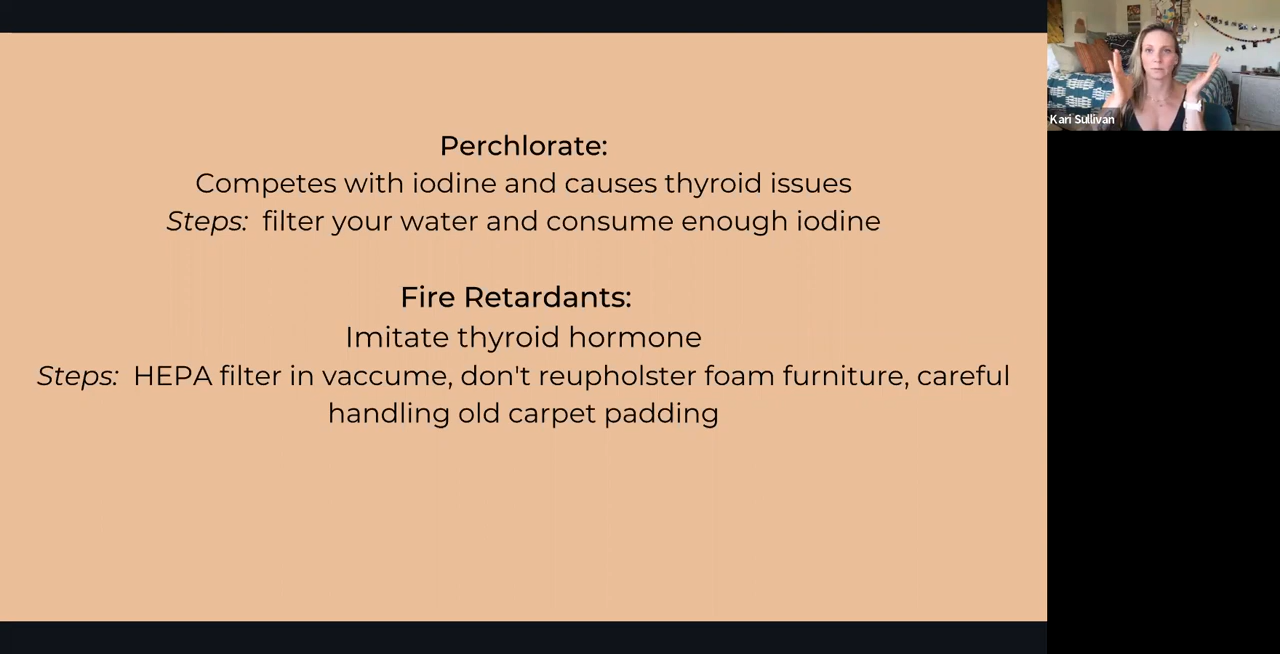 Perchlorate:
Competes with iodine and causes thyroid issues
Steps: filter your water and consume enough iodine
Fire Retardants:
Imitate thyroid hormone
Steps: HEPA filter in vaccume, don't reupholster foam furniture, careful
handling old carpet padding
Kari Sullivan